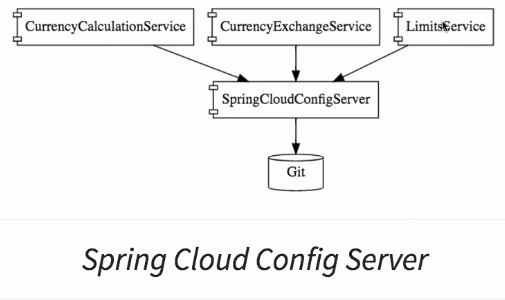 CurrencyCalculationService
CurrencyExchangeService
LimitsService
SpringCloudConfigServer
Git
Spring Cloud Config Server